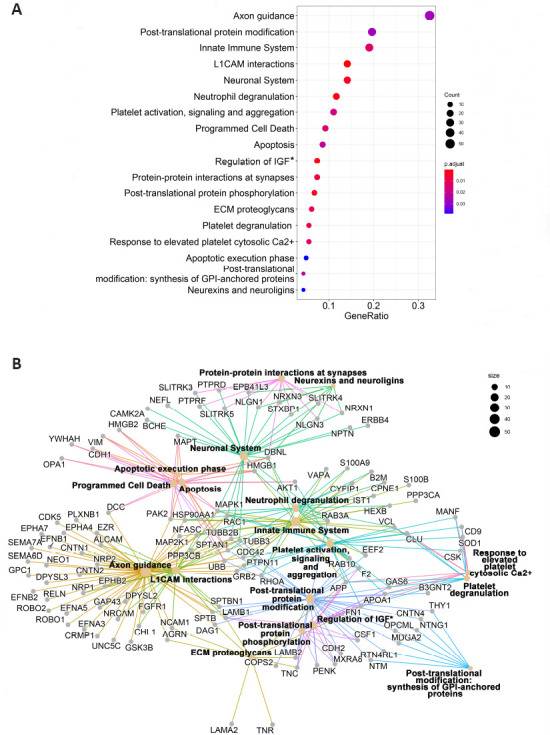 A
Axon guidance
Post-translational protein modification
Innate Immune System
L1CAM interactions
Neuronal System
Neutrophil degranulation
Platelet activation, signaling and aggregation
Programmed Cell Death
Apoptosis
Regulation of IGF*
Protein-protein interactions at synapses
Post-translational protein phosphorylation
ECM proteoglycans
Platelet degranulation
Response to elevated platelet cytosolic Ca2+
Apoptotic execution phase
Post-translational
modification: synthesis of GPI-anchored proteins
Neurexins and neuroligins
0.1 0.2 0.3
GeneRatio
Count
10
20
30
40
50
p.adjust
0.01
0.02
0.03
B
size
10
20
30
40
50
Protein-protein interactions at synapses
Neurexins and neuroligins
SLITRK3 PTPRD EPB41L3
NEFL PTPRF NLGN1 NRXN3 SLITRK4
CAMK2A SLITRK5 STXBP1 NRXN1
HMGB2 BCHE NLGN3 ERBB4
YWHAH VIM MAPT NPTN
CDH1 Neuronal System DBNL
OPA1 Apoptotic execution phase HMGB1 S100A9
Programmed Cell Death Apoptosis AKT1 VAPA B2M S100B
CYFIP1 CPNE1
Neutrophil degranulation IST1 PPP3CA
DCC MAPK1 HEXB
CDK5 PLXNB1 PAK2 HSP90AA1 RAC1 RAB3A VCL MANF
EPHA7 EPHA4 EZR NFASC TUBB2B Innate Immune System
EFNB1 ALCAM MAP2K1 SPTAN1 TUBB3 CLU CD9
SEMA7A CNTN1 Platelet activation,
signaling
and
aggregation SOD1
SEMA6D NEO1 NRP2 PPP3CB CDC42 EEF2 CSK Response to
elevated
platelet
cytosolic Ca2+
GPC1 CNTN2 Axon guidance UBB PTPN11 RAB10
DPYSL3 EPHB2 L1CAM interactions GRB2 RHOA F2
EFNB2 RELN NRP1 APP GAS6 B3GNT2 Platelet
degranulation
ROBO2 EFNA5 GAP43 DPYSL2 SPTBN1 Post-translational
protein
modification APOA1 THY1
ROBO1 NRCAM FGFR1 LAMB1 FN1 CNTN4
EFNA3 NCAM1 SPTB Regulation of IGF* OPCML NTNG1
CRMP1 CHL1 AGRN DAG1 Post-translational
protein
phosphorylation CSF1 MDGA2
UNC5C GSK3B ECM proteoglycans LAMB2 CDH2 RTN4RL1
COPS2 MXRA8 NTM
TNC PENK
Post-translational
modification:
synthesis of GPI-anchored
proteins
LAMA2 TNR